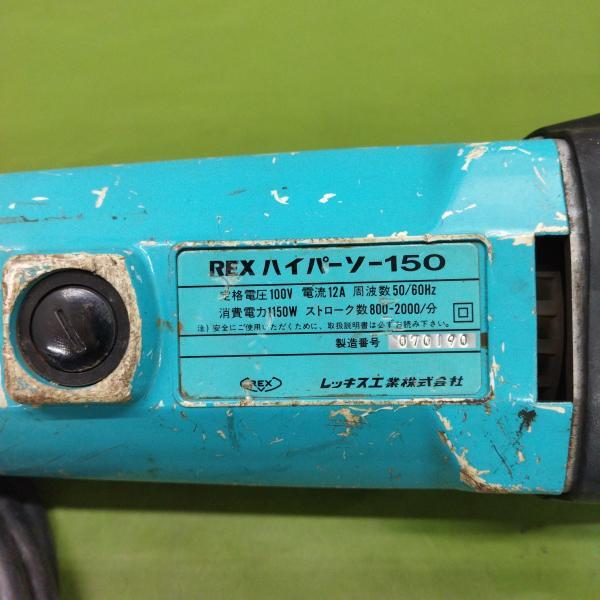 REX ハイパーソー150
定格電圧100V 電流12A 周波数50/60Hz
消費電力1150W ストローク数800-2000/分
注) 安全にご使用いただくために、取扱説明書は必ずお読み下さい。
製造番号 070190
REX レッキス工業株式会社